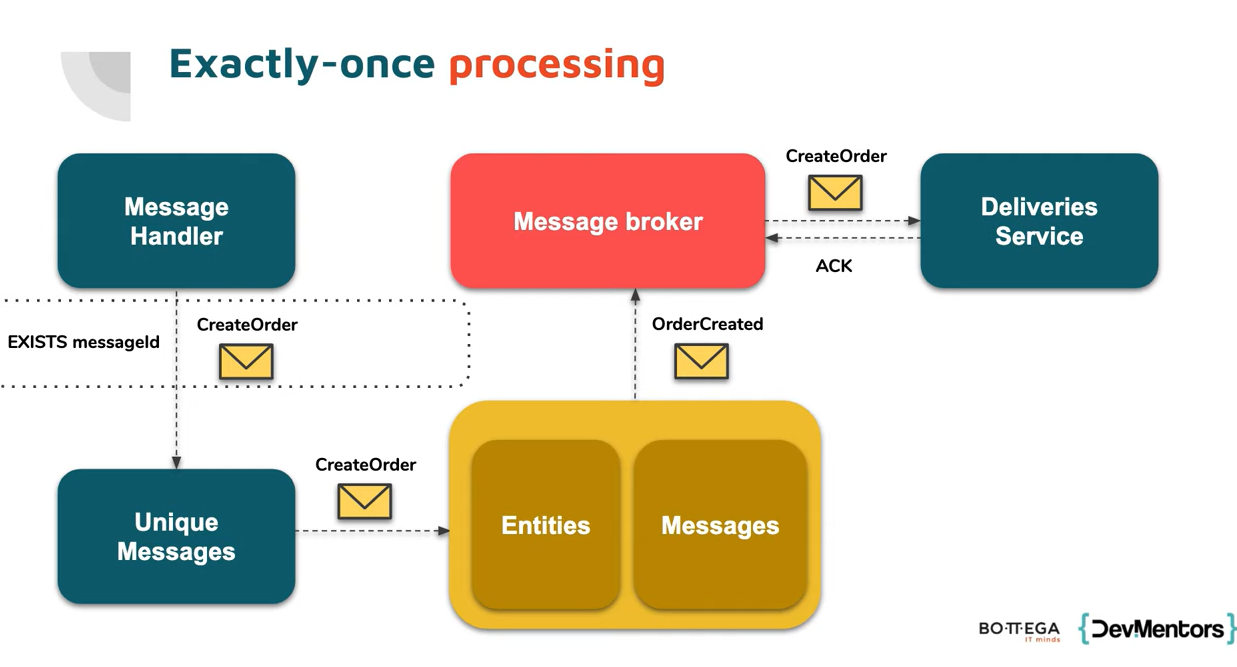 Exactly-once processing
Message
Handler
Message broker
CreateOrder
Deliveries
Service
ACK
EXISTS messageId
CreateOrder
OrderCreated
Unique
Messages
CreateOrder
Entities
Messages
BO·TT·EGA
IT minds
{DevMentors}